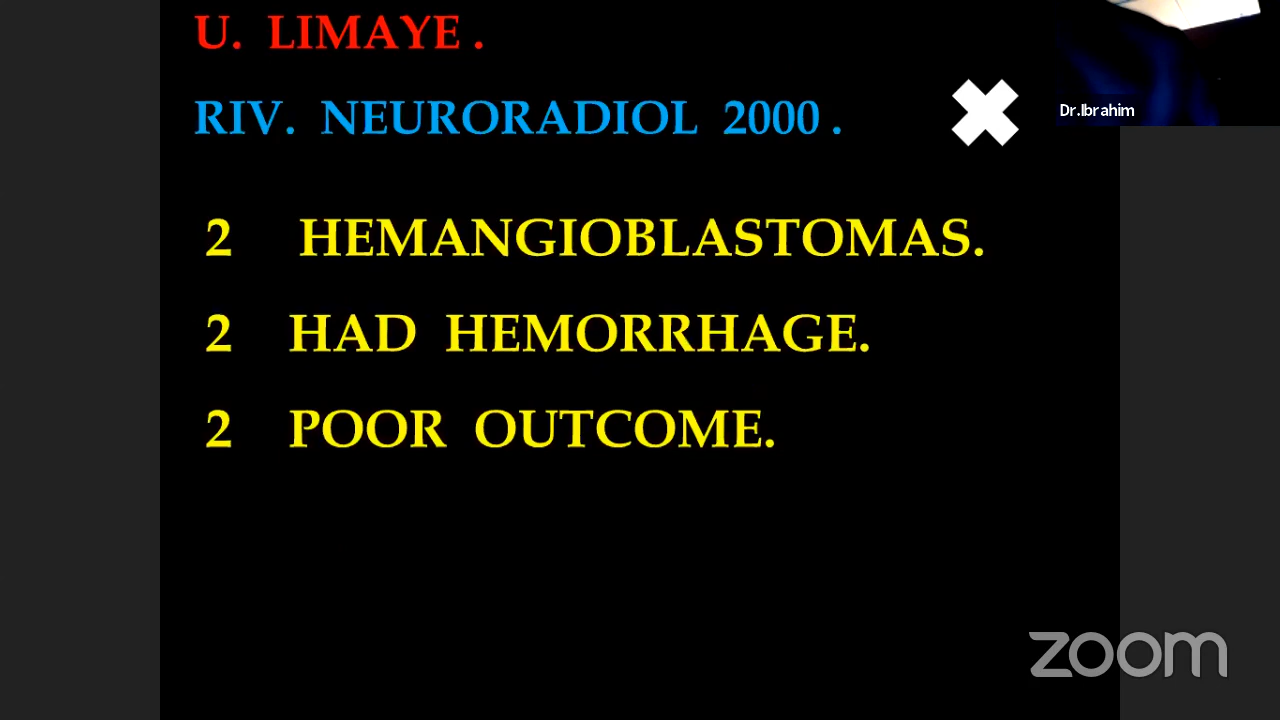 U. LIMAYE .
RIV. NEURORADIOL 2000 .
Dr.Ibrahim
2 HEMANGIOBLASTOMAS.
2 HAD HEMORRHAGE.
2 POOR OUTCOME.
zoom